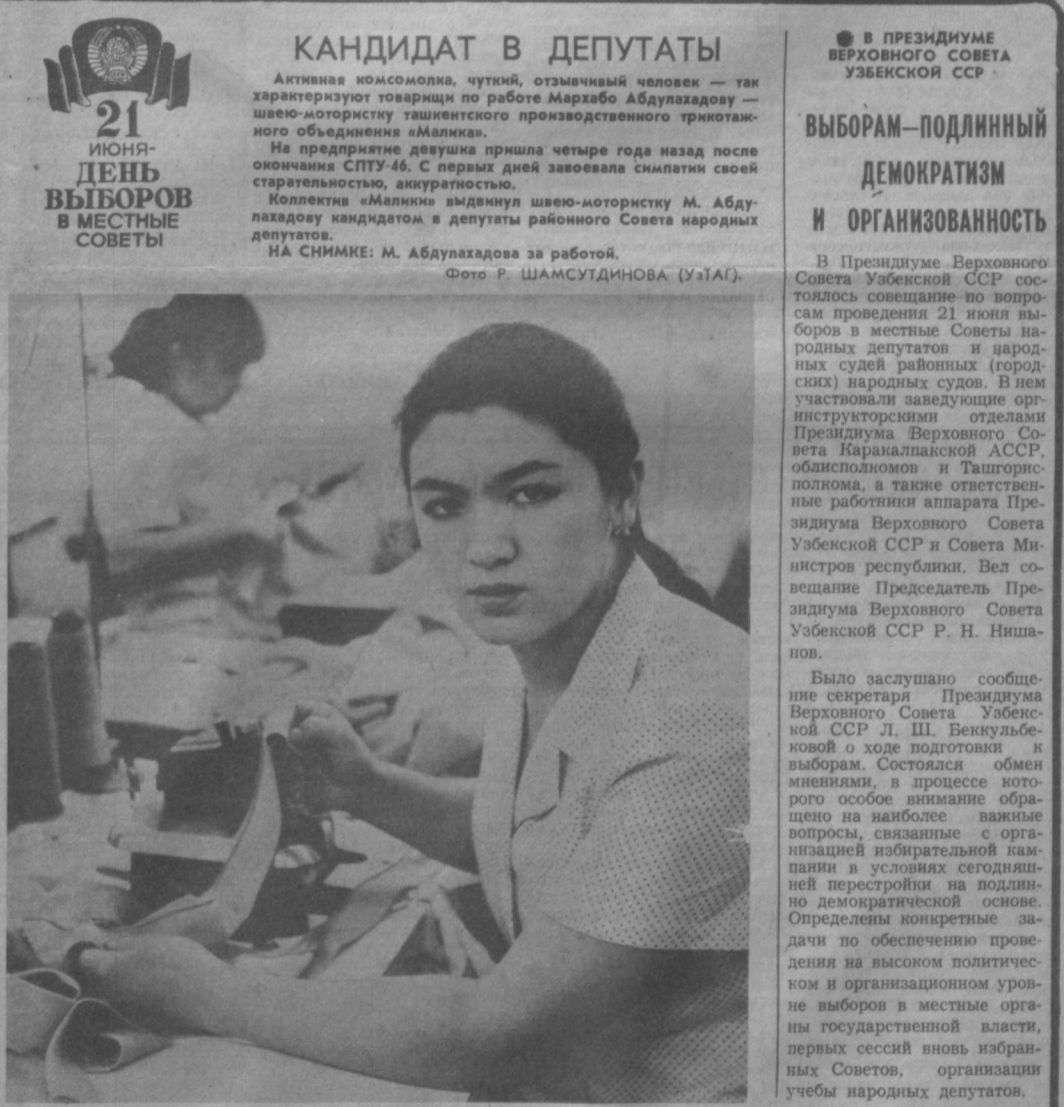 21
ИЮНЯ-
ДЕНЬ
ВЫБОРОВ
В МЕСТНЫЕ
СОВЕТЫ
КАНДИДАТ В ДЕПУТАТЫ
Активная комсомолка, чуткий, отзывчивый человек — так
характеризуют товарищи по работе Мархабо Абдулахадову —
швею-мотористку ташкентского производственного трикотаж-
ного объединения «Малика».
На предприятие девушка пришла четыре года назад после
окончания СПТУ-46. С первых дней завоевала симпатии своей
старательностью, аккуратностью.
Коллектив «Малики» выдвинул швею-мотористку М. Абду-
лахадову кандидатом в депутаты районного Совета народных
депутатов.
НА СНИМКЕ: М. Абдулахадова за работой.
Фото Р. ШАМСУТДИНОВА (УзТАГ).
● В ПРЕЗИДИУМЕ
ВЕРХОВНОГО СОВЕТА
УЗБЕКСКОЙ ССР
ВЫБОРАМ—ПОДЛИННЫЙ
ДЕМОКРАТИЗМ
И ОРГАНИЗОВАННОСТЬ
В Президиуме Верховного
Совета Узбекской ССР сос-
тоялось совещание по вопро-
сам проведения 21 июня вы-
боров в местные Советы на-
родных депутатов и народ-
ных судей районных (город-
ских) народных судов. В нем
участвовали заведующие орг-
инструкторскими отделами
Президиума Верховного Со-
вета Каракалпакской АССР,
облисполкомов и Ташгорис-
полкома, а также ответствен-
ные работники аппарата Пре-
зидиума Верховного Совета
Узбекской ССР и Совета Ми-
нистров республики. Вел со-
вещание Председатель Пре-
зидиума Верховного Совета
Узбекской ССР Р. Н. Ниша-
нов.
Было заслушано сообще-
ние секретаря Президиума
Верховного Совета Узбекс-
кой ССР Л. Ш. Беккульбе-
ковой о ходе подготовки к
выборам. Состоялся обмен
мнениями, в процессе кото-
рого особое внимание обра-
щено на наиболее важные
вопросы, связанные с орга-
низацией избирательной кам-
пании в условиях сегодняш-
ней перестройки на подлин-
но демократической основе.
Определены конкретные за-
дачи по обеспечению прове-
дения на высоком политичес-
ком и организационном уров-
не выборов в местные орга-
ны государственной власти,
первых сессий вновь избран-
ных Советов, организации
учебы народных депутатов.